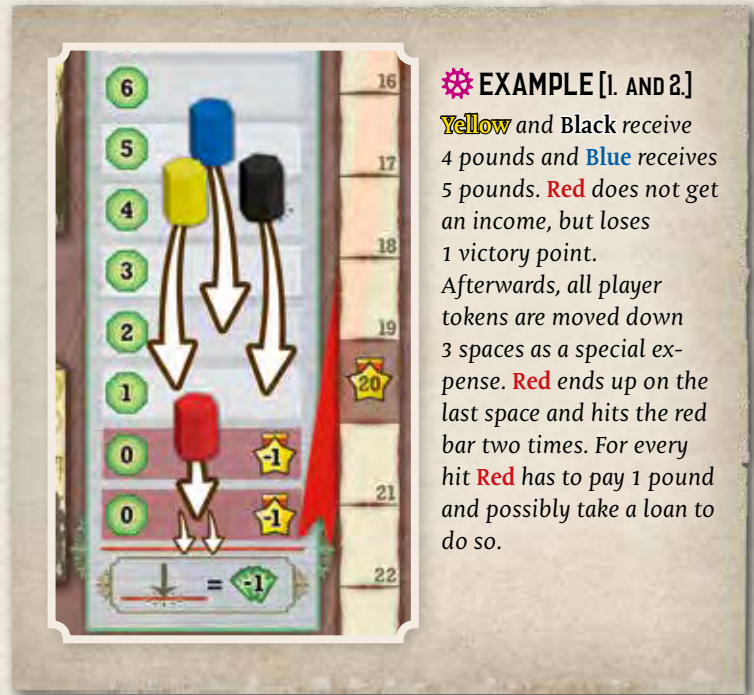 6
5
4
3
2
1
0
-1
0
-1
= -1
16
17
18
19
20
21
22
EXAMPLE [1. AND 2.]
Yellow and Black receive
4 pounds and Blue receives
5 pounds. Red does not get
an income, but loses
1 victory point.
Afterwards, all player
tokens are moved down
3 spaces as a special ex-
pense. Red ends up on the
last space and hits the red
bar two times. For every
hit Red has to pay 1 pound
and possibly take a loan to
do so.